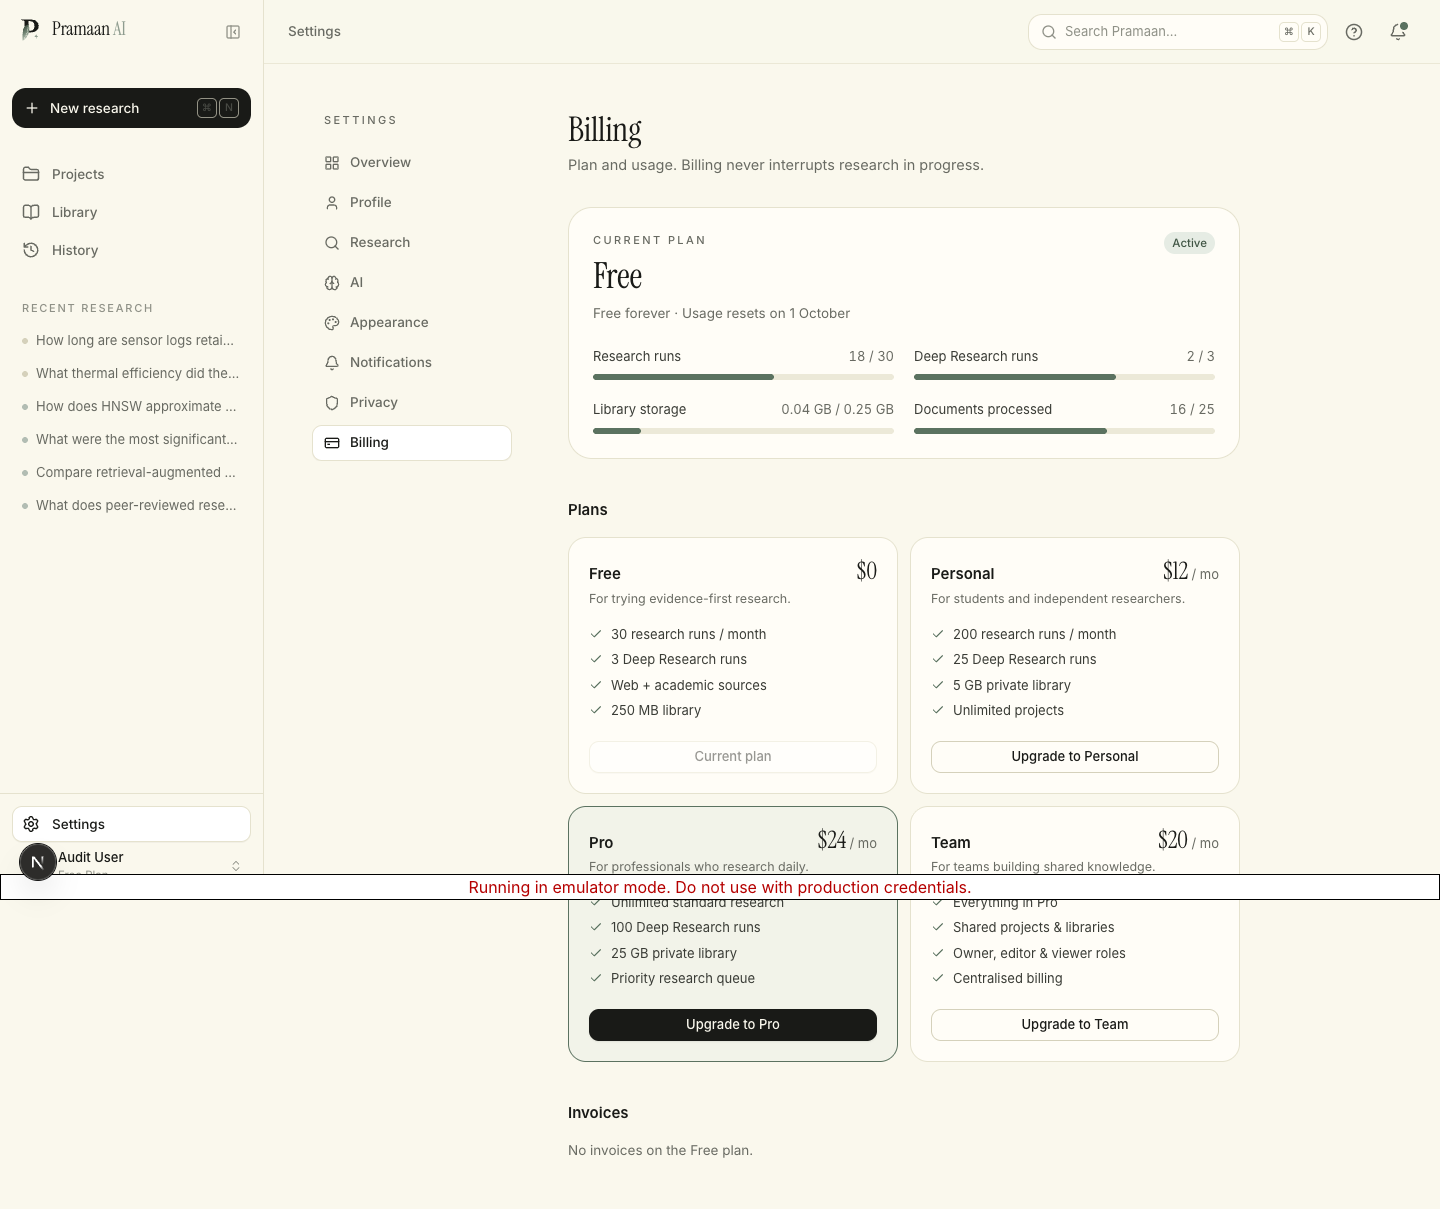 Pramaan AI
Settings
Search Pramaan...
⌘ K
New research
⌘ N
Projects
Library
History
RECENT RESEARCH
How long are sensor logs retai...
What thermal efficiency did the...
How does HNSW approximate ...
What were the most significant...
Compare retrieval-augmented ...
What does peer-reviewed rese...
Settings
N
Audit User
SETTINGS
Overview
Profile
Research
AI
Appearance
Notifications
Privacy
Billing
Billing
Plan and usage. Billing never interrupts research in progress.
CURRENT PLAN
Active
Free
Free forever · Usage resets on 1 October
Research runs 18 / 30
Deep Research runs 2 / 3
Library storage 0.04 GB / 0.25 GB
Documents processed 16 / 25
Plans
Free $0
For trying evidence-first research.
30 research runs / month
3 Deep Research runs
Web + academic sources
250 MB library
Current plan
Personal $12 / mo
For students and independent researchers.
200 research runs / month
25 Deep Research runs
5 GB private library
Unlimited projects
Upgrade to Personal
Pro $24 / mo
For professionals who research daily.
Unlimited standard research
100 Deep Research runs
25 GB private library
Priority research queue
Upgrade to Pro
Team $20 / mo
For teams building shared knowledge.
Everything in Pro
Shared projects & libraries
Owner, editor & viewer roles
Centralised billing
Upgrade to Team
Running in emulator mode. Do not use with production credentials.
Invoices
No invoices on the Free plan.